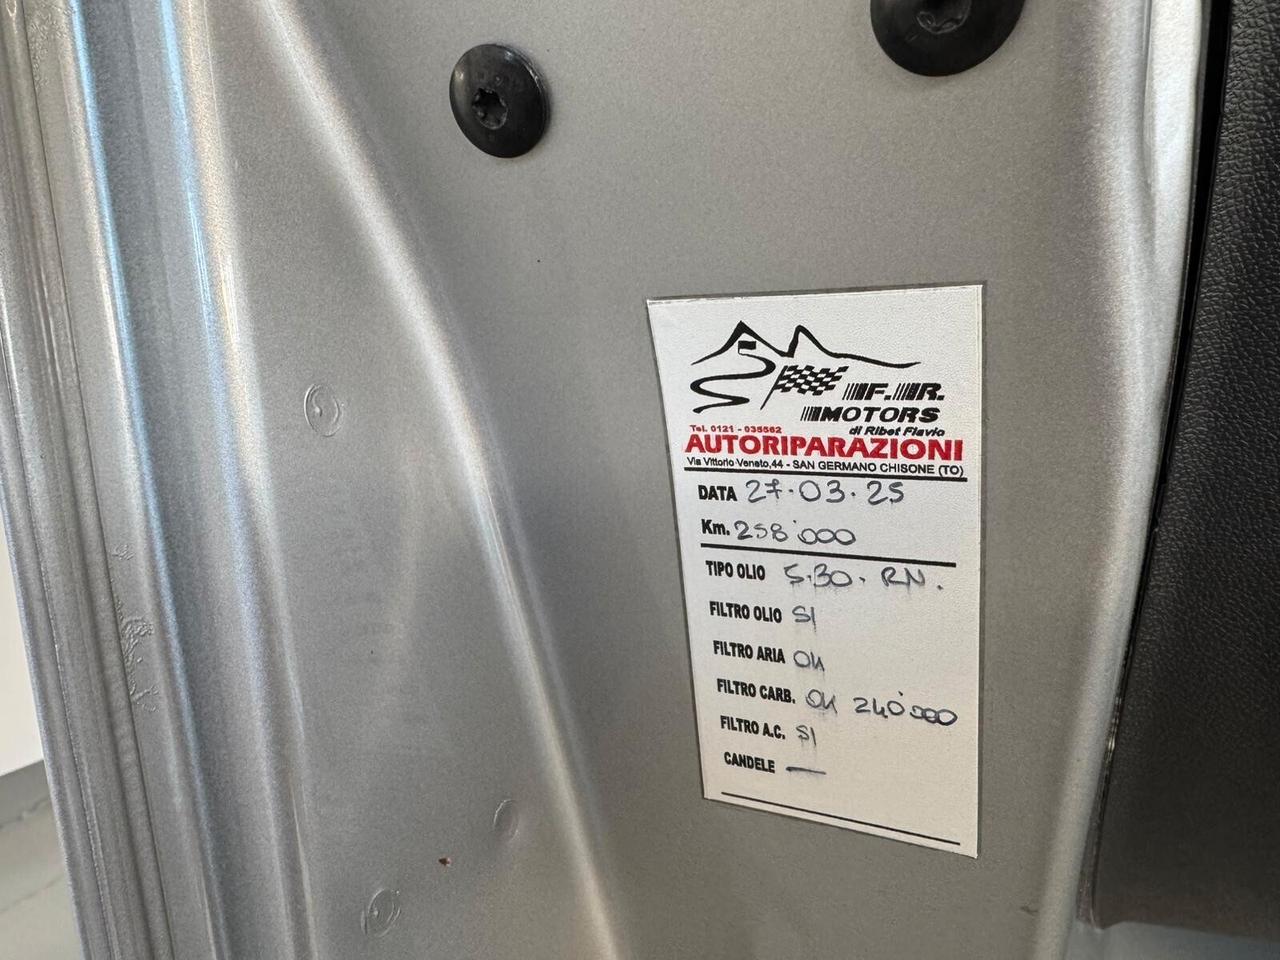 F.R.
MOTORS
di Ribet Flavio
Tel. 0121 - 035562
AUTORIPARAZIONI
Via Vittorio Veneto,44 - SAN GERMANO CHISONE (TO)
DATA 27.03.25
Km. 258'000
TIPO OLIO 5.30. RN.
FILTRO OLIO SI
FILTRO ARIA OK
FILTRO CARB. OK 240'000
FILTRO A.C. SI
CANDELE —